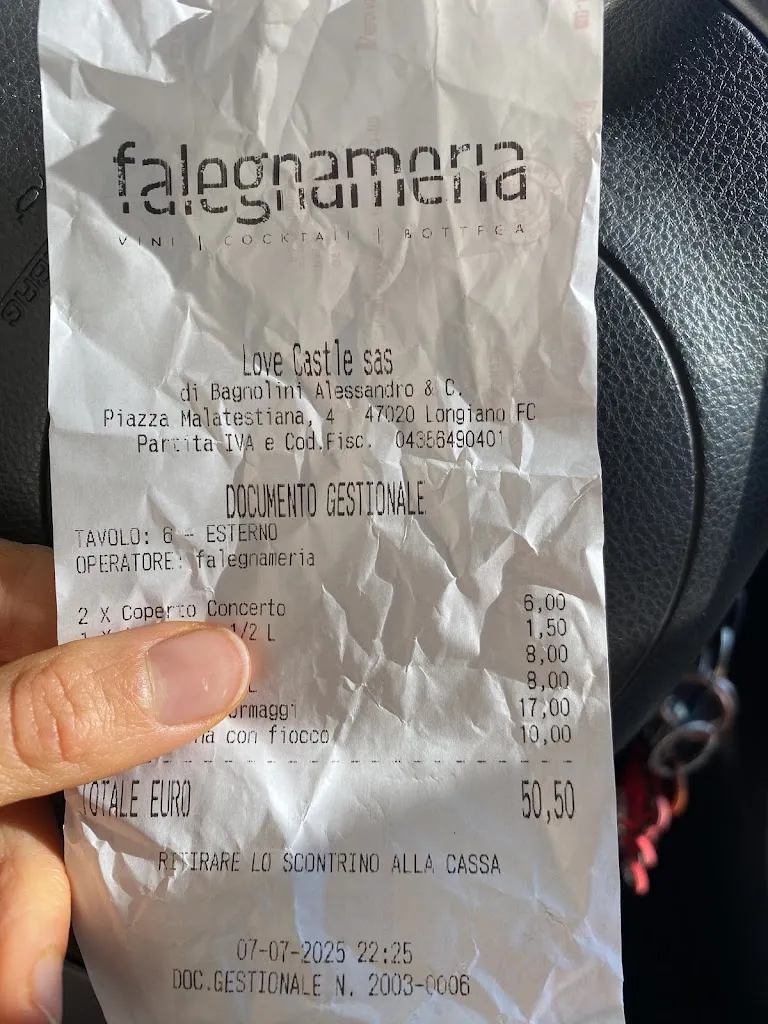 falegnameria
VINI | COCKTAIL | BOTTEGA
Love Castle sas
di Bagnolini Alessandro & C.
Piazza Malatestiana, 4 47020 Longiano FC
Partita IVA e Cod.Fisc. 04356490401
DOCUMENTO GESTIONALE
TAVOLO: 6 - ESTERNO
OPERATORE: falegnameria
2 X Coperto Concerto 6,00
1 X 1/2 L 1,50
8,00
L 8,00
ormaggi 17,00
na con fiocco 10,00
TOTALE EURO 50,50
RITIRARE LO SCONTRINO ALLA CASSA
07-07-2025 22:25
DOC.GESTIONALE N. 2003-0006